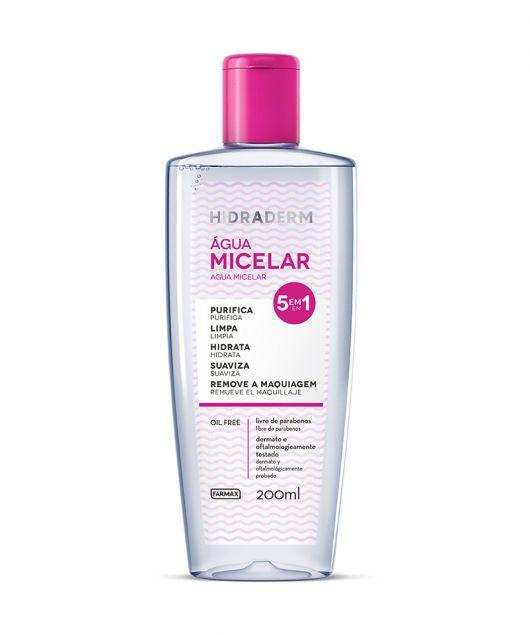 HIDRADERM
ÁGUA
MICELAR
AGUA MICELAR
5 EM 1
EN
PURIFICA
PURIFICA
LIMPA
LIMPIA
HIDRATA
HIDRATA
SUAVIZA
SUAVIZA
REMOVE A MAQUIAGEM
REMUEVE EL MAQUILLAJE
OIL FREE
livre de parabenos
libre de parabenos
dermato e
oftalmologicamente
testado
dermato y
oftalmológicamente
probado
FARMAX
200ml